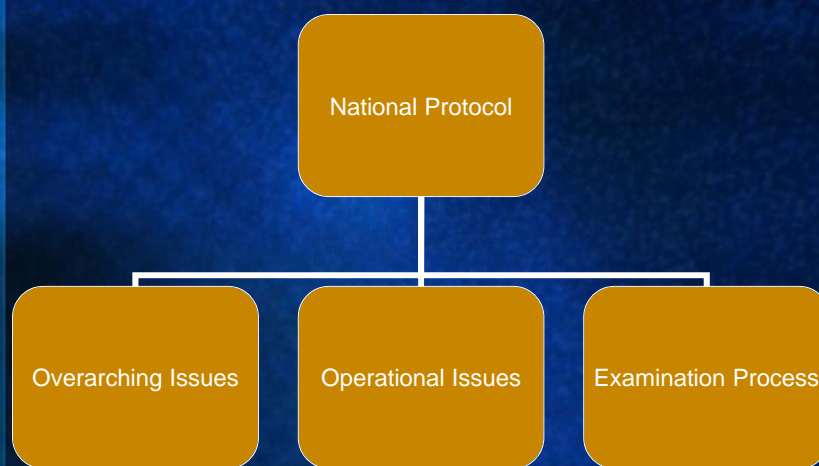 National Protocol
Overarching Issues
Operational Issues
Examination Process